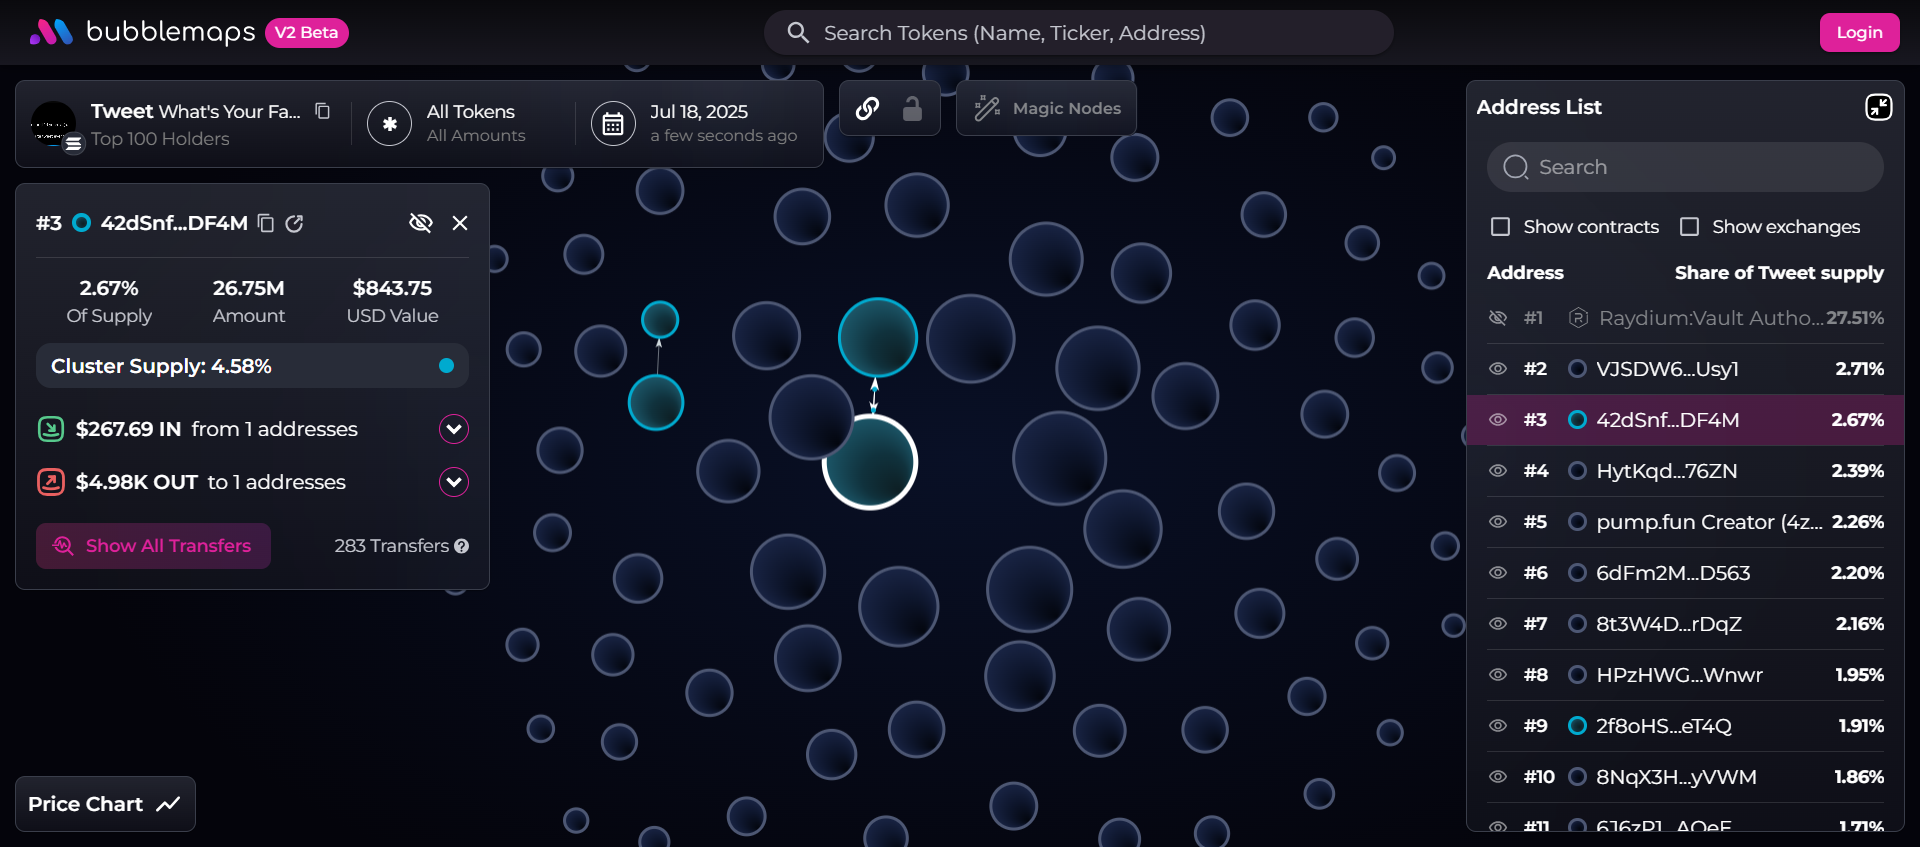 bubblemaps V2 Beta
Search Tokens (Name, Ticker, Address)
Login
Tweet What's Your Fa...
Top 100 Holders
All Tokens
All Amounts
Jul 18, 2025
a few seconds ago
Magic Nodes
#3 42dSnf...DF4M
2.67% 26.75M $843.75
Of Supply Amount USD Value
Cluster Supply: 4.58%
$267.69 IN from 1 addresses
$4.98K OUT to 1 addresses
Show All Transfers 283 Transfers ?
Price Chart
Address List
Search
Show contracts Show exchanges
Address Share of Tweet supply
#1 Raydium:Vault Autho... 27.51%
#2 VJSDW6...Usy1 2.71%
#3 42dSnf...DF4M 2.67%
#4 HytKqd...76ZN 2.39%
#5 pump.fun Creator (4z... 2.26%
#6 6dFm2M...D563 2.20%
#7 8t3W4D...rDqZ 2.16%
#8 HPzHWG...Wnwr 1.95%
#9 2f8oHS...eT4Q 1.91%
#10 8NqX3H...yVWM 1.86%
#11 1.71%